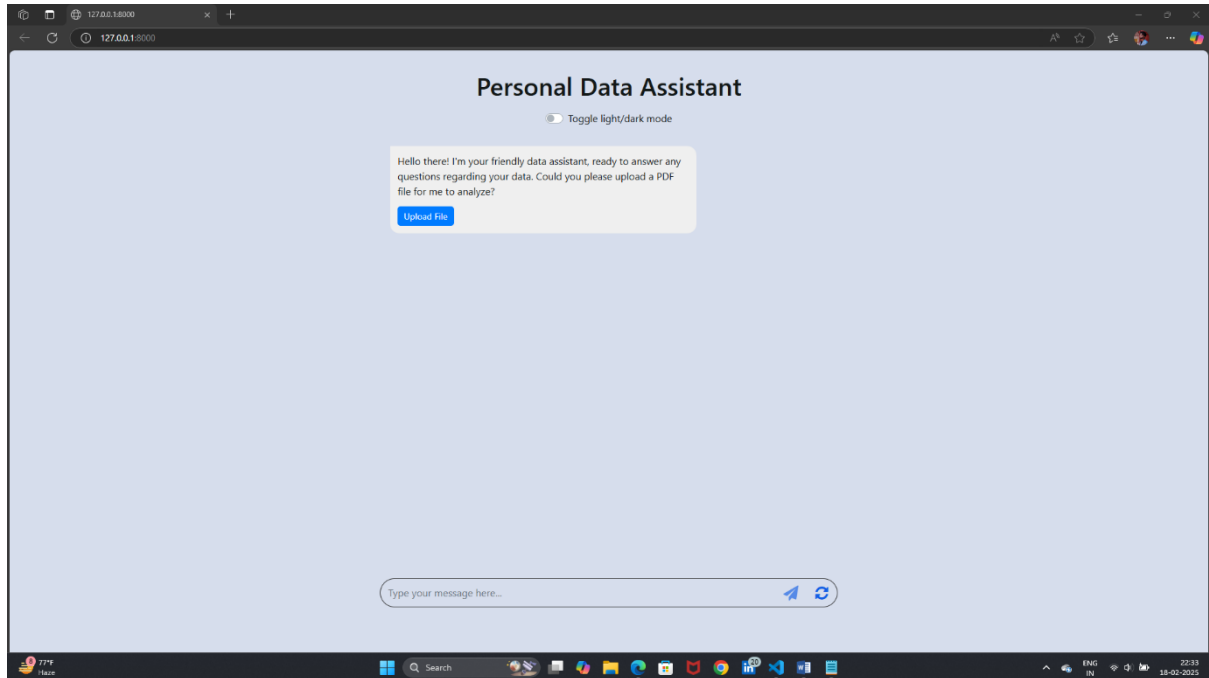 127.0.0.1:8000
127.0.0.1:8000
Personal Data Assistant
Toggle light/dark mode
Hello there! I'm your friendly data assistant, ready to answer any
questions regarding your data. Could you please upload a PDF
file for me to analyze?
Upload File
Type your message here...
77°F
Haze
Search
20
ENG
IN
22:33
18-02-2025